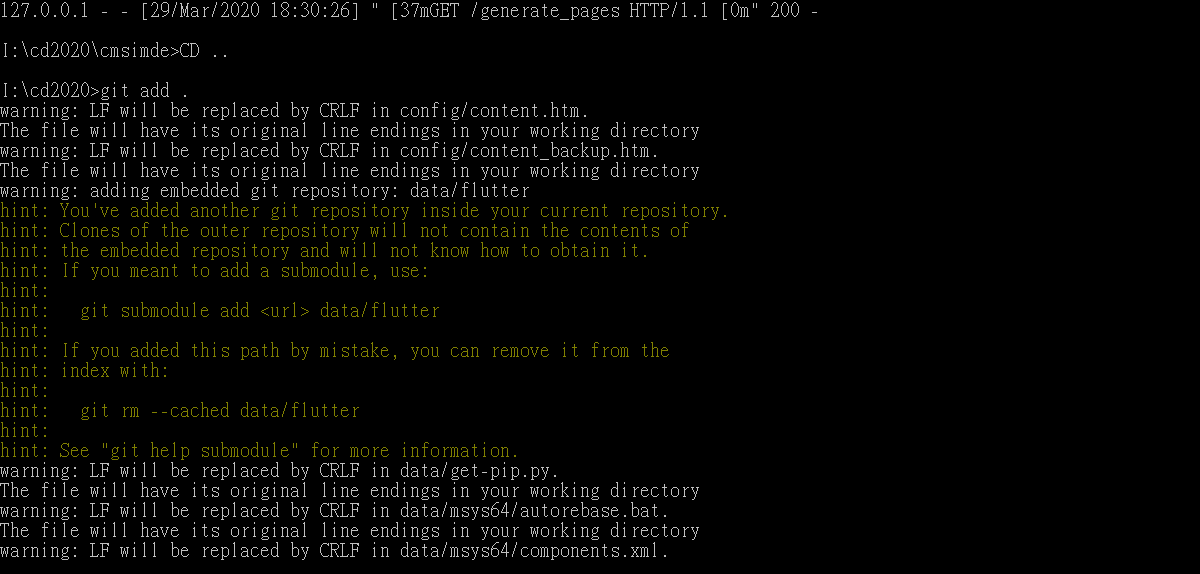 127.0.0.1 - - [29/Mar/2020 18:30:26] " [37mGET /generate_pages HTTP/1.1 [0m" 200 -
I:\cd2020\cmsimde>CD ..
I:\cd2020>git add .
warning: LF will be replaced by CRLF in config/content.htm.
The file will have its original line endings in your working directory
warning: LF will be replaced by CRLF in config/content_backup.htm.
The file will have its original line endings in your working directory
warning: adding embedded git repository: data/flutter
hint: You've added another git repository inside your current repository.
hint: Clones of the outer repository will not contain the contents of
hint: the embedded repository and will not know how to obtain it.
hint: If you meant to add a submodule, use:
hint:
hint:   git submodule add <url> data/flutter
hint:
hint: If you added this path by mistake, you can remove it from the
hint: index with:
hint:
hint:   git rm --cached data/flutter
hint:
hint: See "git help submodule" for more information.
warning: LF will be replaced by CRLF in data/get-pip.py.
The file will have its original line endings in your working directory
warning: LF will be replaced by CRLF in data/msys64/autorebase.bat.
The file will have its original line endings in your working directory
warning: LF will be replaced by CRLF in data/msys64/components.xml.